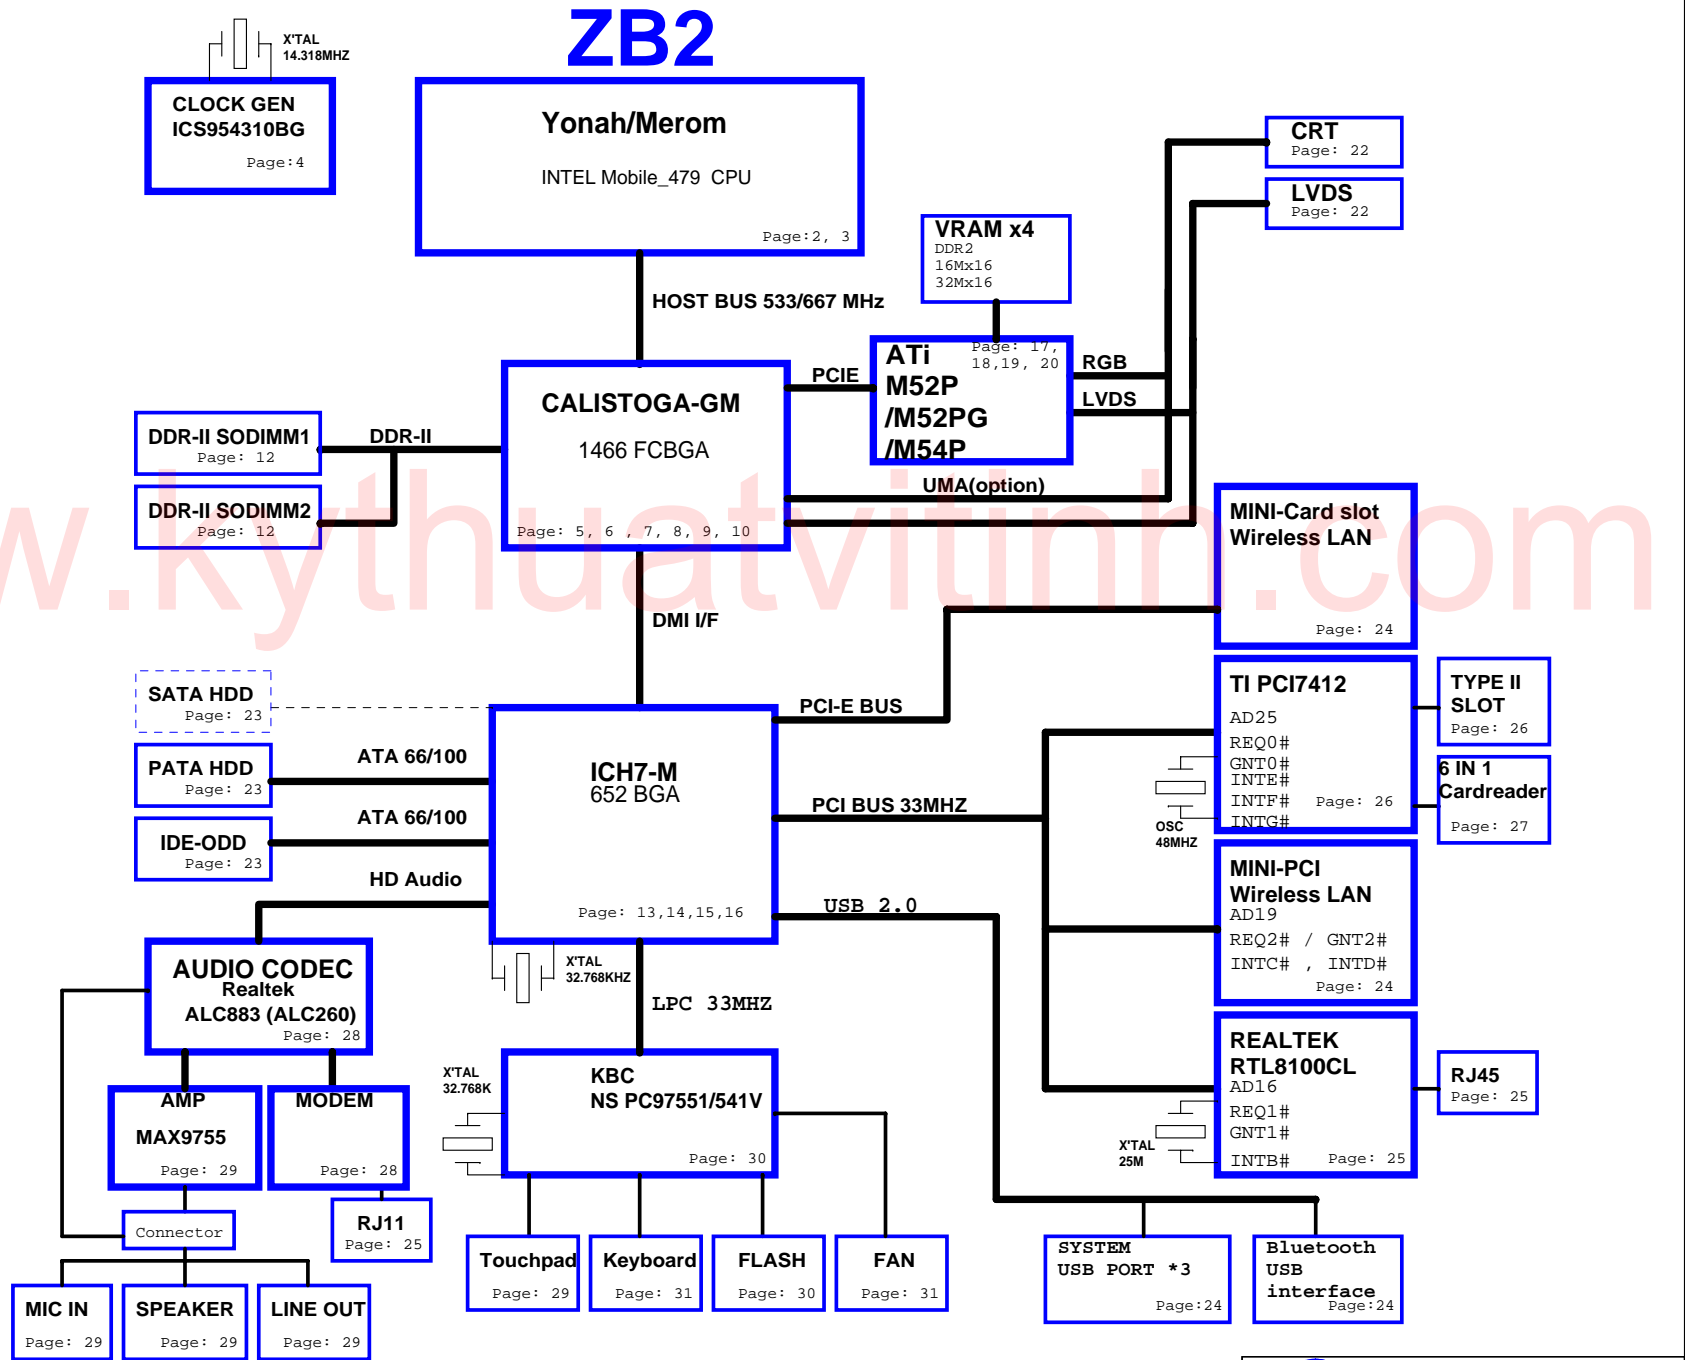 ZB2
X'TAL
14.318MHZ
CLOCK GEN
ICS954310BG
Page:4
Yonah/Merom
INTEL Mobile_479 CPU
Page:2, 3
CRT
Page: 22
LVDS
Page: 22
VRAM x4
DDR2
16Mx16
32Mx16
HOST BUS 533/667 MHz
ATi
M52P
/M52PG
/M54P
Page: 17,
18,19, 20
RGB
LVDS
PCIE
CALISTOGA-GM
1466 FCBGA
Page: 5, 6 , 7, 8, 9, 10
DDR-II SODIMM1
Page: 12
DDR-II
DDR-II SODIMM2
Page: 12
UMA(option)
w.kythuatvitinh.com
MINI-Card slot
Wireless LAN
Page: 24
DMI I/F
SATA HDD
Page: 23
PATA HDD
Page: 23
ATA 66/100
IDE-ODD
Page: 23
ATA 66/100
HD Audio
ICH7-M
652 BGA
Page: 13,14,15,16
PCI-E BUS
PCI BUS 33MHZ
USB 2.0
TI PCI7412
AD25
REQ0#
GNT0#
INTE#
INTF#
INTG#
Page: 26
OSC
48MHZ
TYPE II
SLOT
Page: 26
6 IN 1
Cardreader
Page: 27
MINI-PCI
Wireless LAN
AD19
REQ2# / GNT2#
INTC# , INTD#
Page: 24
AUDIO CODEC
Realtek
ALC883 (ALC260)
Page: 28
X'TAL
32.768KHZ
LPC 33MHZ
REALTEK
RTL8100CL
AD16
REQ1#
GNT1#
INTB#
Page: 25
X'TAL
25M
RJ45
Page: 25
X'TAL
32.768K
KBC
NS PC97551/541V
Page: 30
AMP
MAX9755
Page: 29
MODEM
Page: 28
RJ11
Page: 25
Connector
MIC IN
Page: 29
SPEAKER
Page: 29
LINE OUT
Page: 29
Touchpad
Page: 29
Keyboard
Page: 31
FLASH
Page: 30
FAN
Page: 31
SYSTEM
USB PORT *3
Page:24
Bluetooth
USB
interface
Page:24